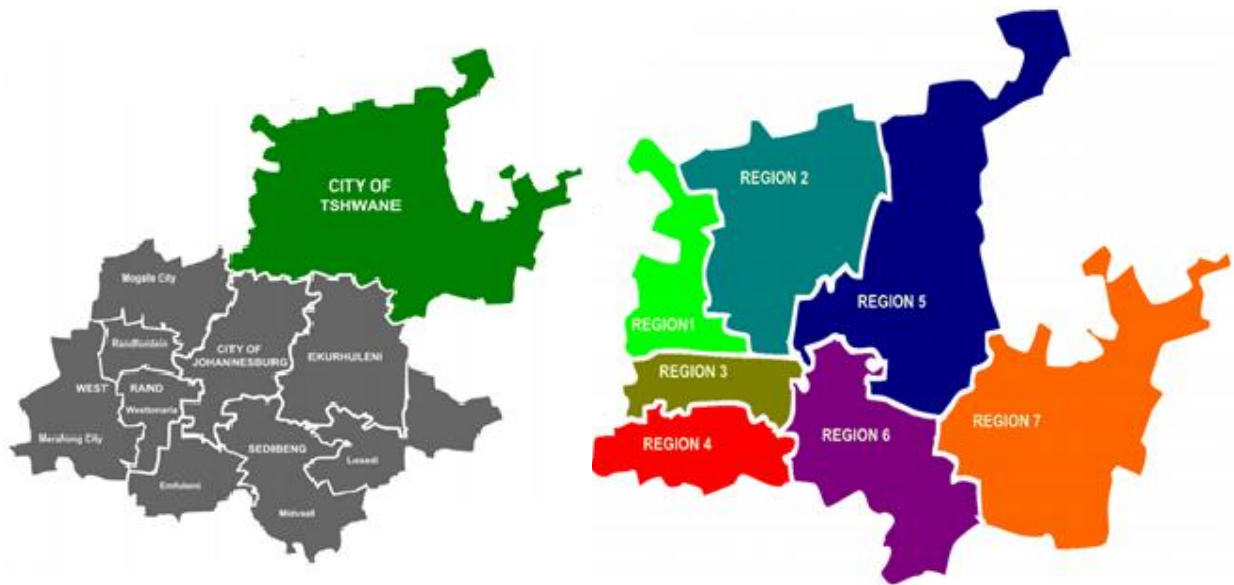 CITY OF
TSHWANE
Mogale City
Randfontein
CITY OF
JOHANNESBURG
EKURHULENI
WEST
RAND
Westonaria
Merafong City
SEDIBENG
Lesedi
Emfuleni
Midvaal
REGION 2
REGION 5
REGION1
REGION 3
REGION 4
REGION 6
REGION 7